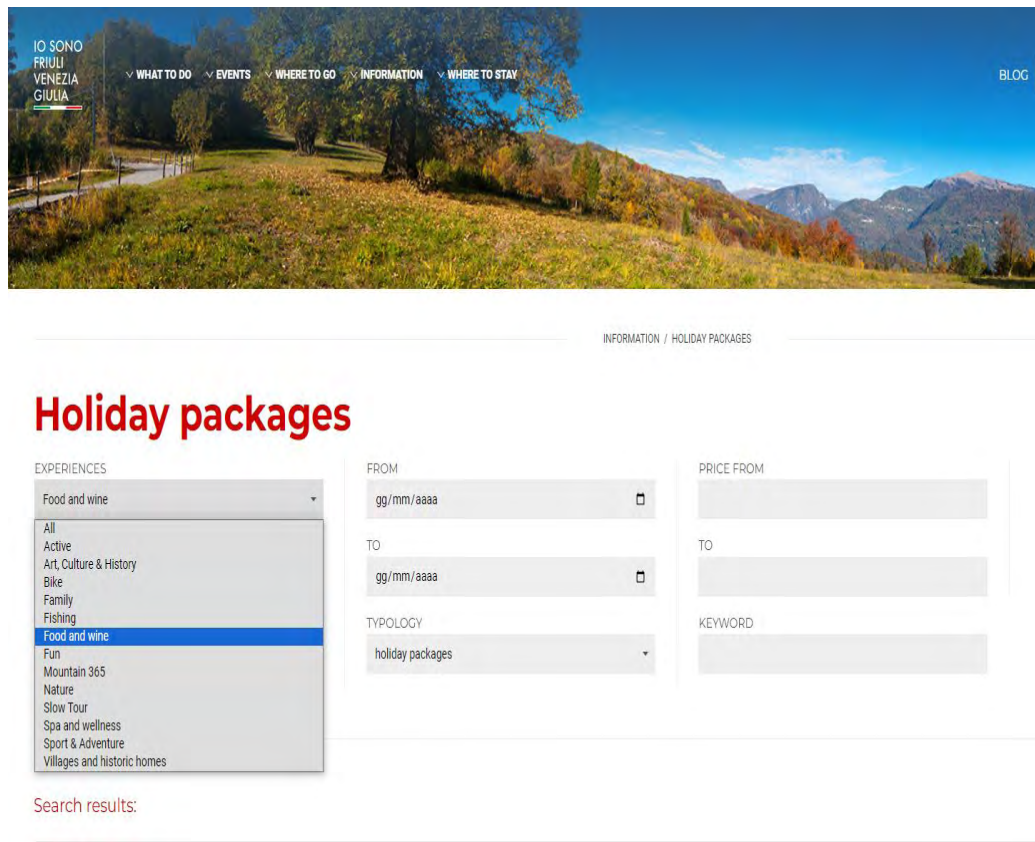 IO SONO
FRIULI
VENEZIA
GIULIA
WHAT TO DO EVENTS WHERE TO GO INFORMATION WHERE TO STAY
BLOG
INFORMATION / HOLIDAY PACKAGES
Holiday packages
EXPERIENCES
Food and wine
All
Active
Art, Culture & History
Bike
Family
Fishing
Food and wine
Fun
Mountain 365
Nature
Slow Tour
Spa and wellness
Sport & Adventure
Villages and historic homes
FROM
gg/mm/aaaa
TO
gg/mm/aaaa
TYPOLOGY
holiday packages
PRICE FROM
TO
KEYWORD
Search results: